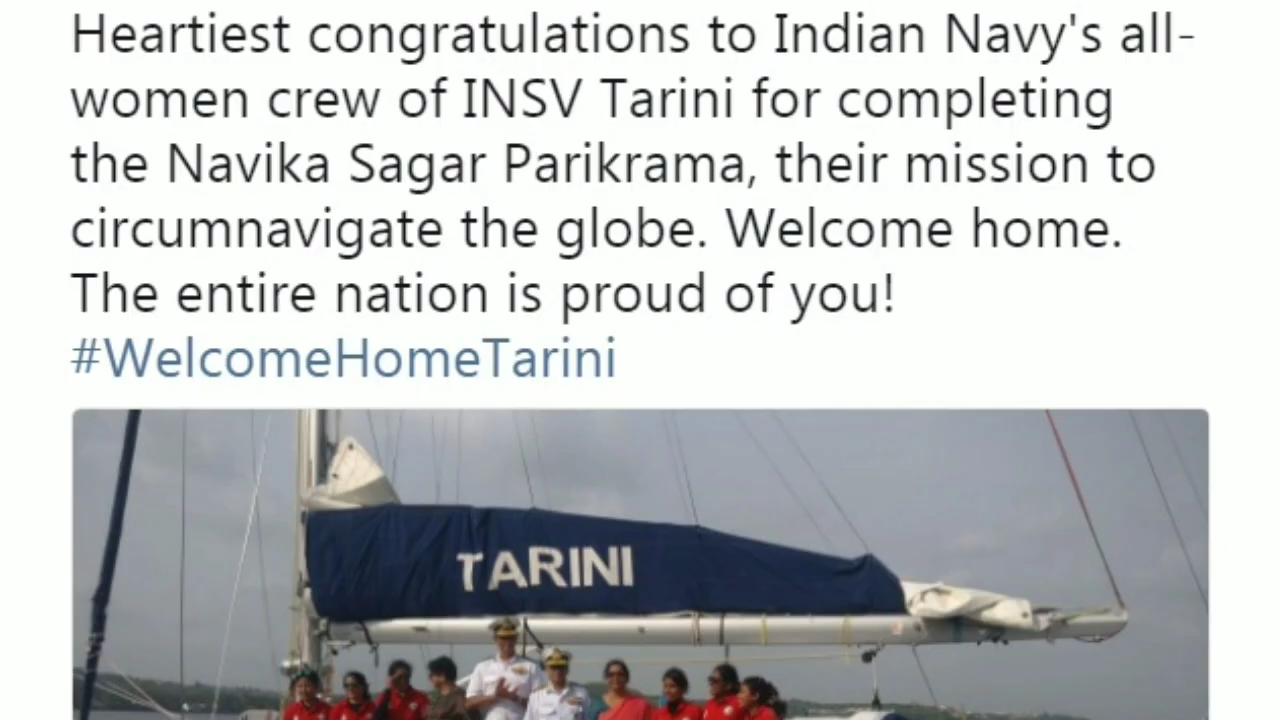 Heartiest congratulations to Indian Navy's all-
women crew of INSV Tarini for completing
the Navika Sagar Parikrama, their mission to
circumnavigate the globe. Welcome home.
The entire nation is proud of you!
#WelcomeHomeTarini
TARINI